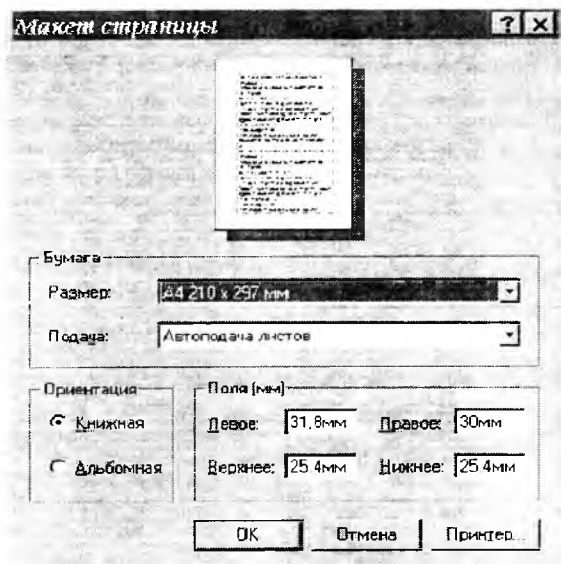 Макет страницы
Бумага
Размер: A4 210 x 297 мм
Подача: Автоподача листов
Ориентация
Книжная
Альбомная
Поля (мм)
Левое: 31,8мм Правое: 30мм
Верхнее: 25.4мм Нижнее: 25.4мм
OK Отмена Принтер...